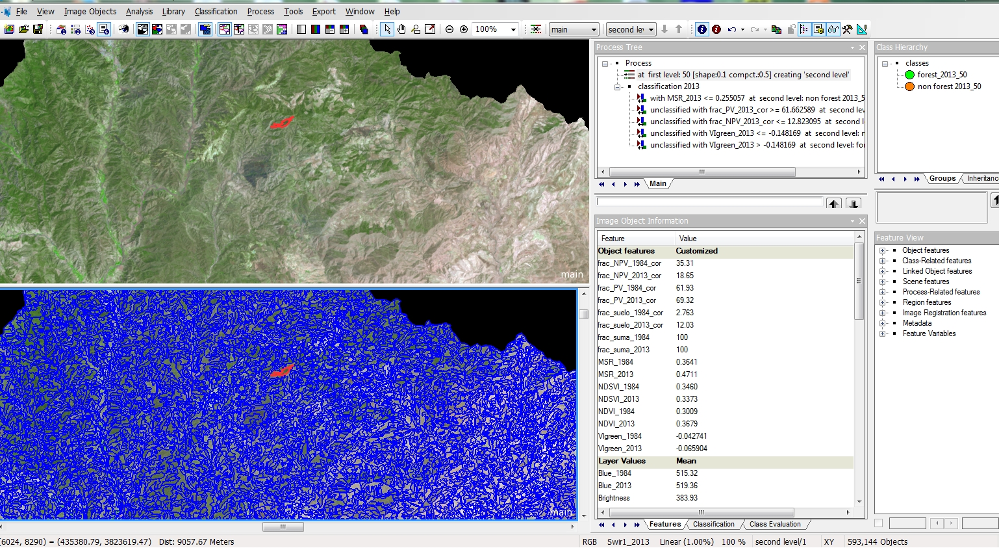 File View Image Objects Analysis Library Classification Process Tools Export Window Help
100% main second le
main
main
Process Tree
Process
at first level: 50 [shape:0.1 compct.:0.5] creating 'second level'
classification 2013
with MSR_2013 <= 0.255057 at second level: non forest 2013_5
unclassified with frac_PV_2013_cor >= 61.662589 at second lev
unclassified with frac_NPV_2013_cor <= 12.823095 at second l
unclassified with VIgreen_2013 <= -0.148169 at second level: n
unclassified with VIgreen_2013 > -0.148169 at second level: for
Main
Image Object Information
Feature Value
Object features Customized
frac_NPV_1984_cor 35.31
frac_NPV_2013_cor 18.65
frac_PV_1984_cor 61.93
frac_PV_2013_cor 69.32
frac_suelo_1984_cor 2.763
frac_suelo_2013_cor 12.03
frac_suma_1984 100
frac_suma_2013 100
MSR_1984 0.3641
MSR_2013 0.4711
NDSVI_1984 0.3460
NDSVI_2013 0.3373
NDVI_1984 0.3009
NDVI_2013 0.3679
VIgreen_1984 -0.042741
VIgreen_2013 -0.065904
Layer Values Mean
Blue_1984 515.32
Blue_2013 519.36
Brightness 383.93
Features Classification Class Evaluation
Class Hierarchy
classes
forest_2013_50
non forest 2013_50
Groups Inheritanc
Feature View
Object features
Class-Related features
Linked Object features
Scene features
Process-Related features
Region features
Image Registration features
Metadata
Feature Variables
(6024, 8290) = (435380.79, 3823619.47) Dist: 9057.67 Meters
RGB Swir1_2013 Linear (1.00%) 100 % second level/1 XY 593,144 Objects